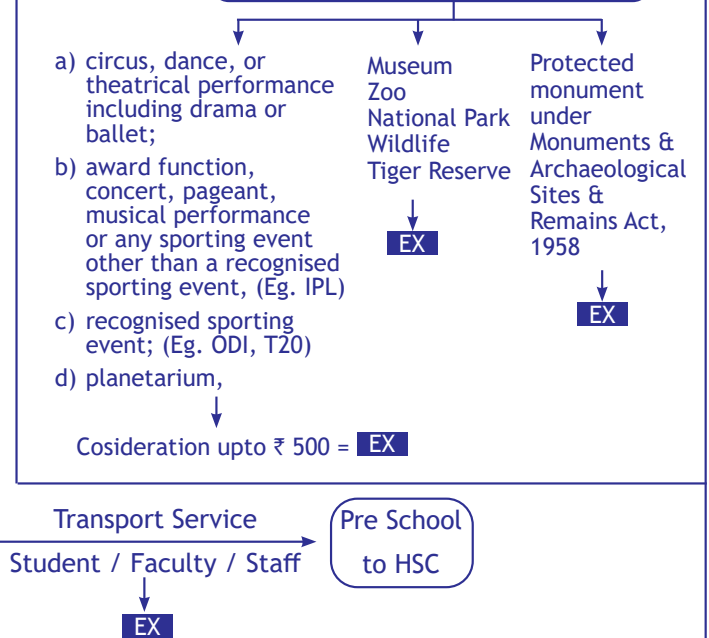 a) circus, dance, or
theatrical performance
including drama or
ballet;
b) award function,
concert, pageant,
musical performance
or any sporting event
other than a recognised
sporting event, (Eg. IPL)
c) recognised sporting
event; (Eg. ODI, T20)
d) planetarium,
Cosideration upto ₹ 500 = EX
Museum
Zoo
National Park
Wildlife
Tiger Reserve
EX
Protected
monument
under
Monuments &
Archaeological
Sites &
Remains Act,
1958
EX
Transport Service
Student / Faculty / Staff
EX
Pre School
to HSC